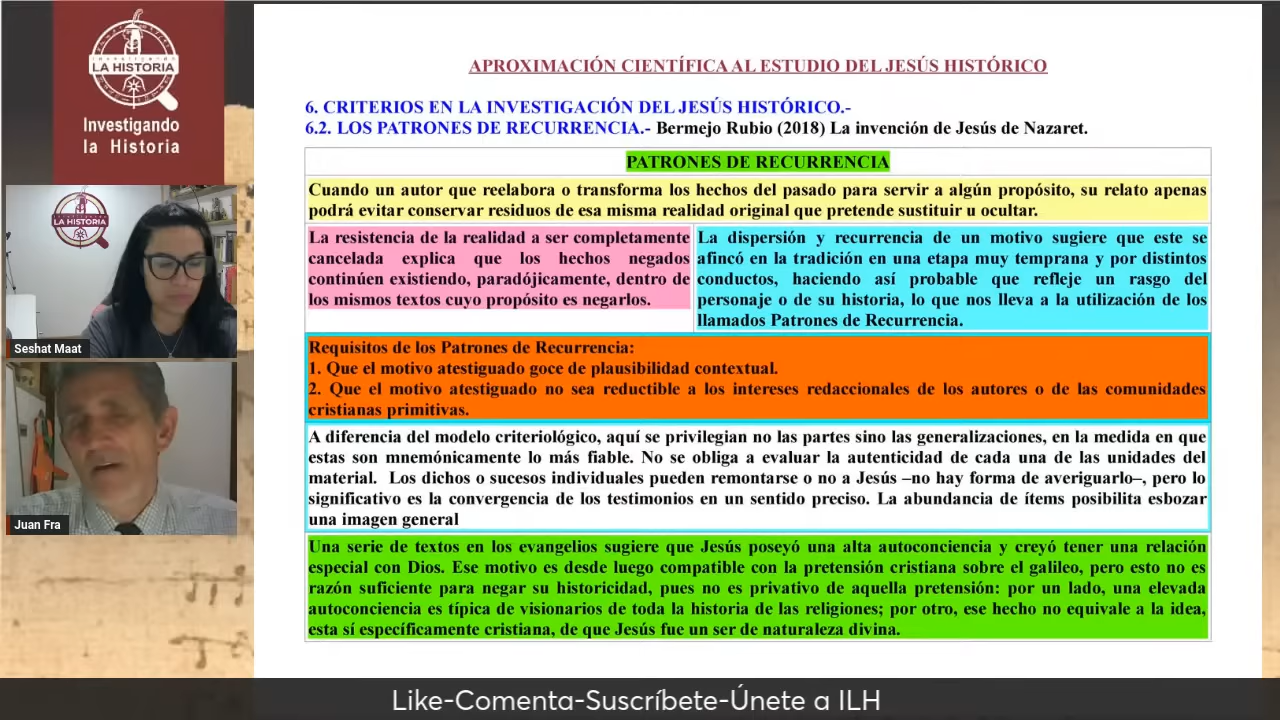 LA HISTORIA
Investigando
la Historia
LA HISTORIA
Seshat Maat
Juan Fra
APROXIMACIÓN CIENTÍFICA AL ESTUDIO DEL JESÚS HISTÓRICO
6. CRITERIOS EN LA INVESTIGACIÓN DEL JESÚS HISTÓRICO.-
6.2. LOS PATRONES DE RECURRENCIA.- Bermejo Rubio (2018) La invención de Jesús de Nazaret.
PATRONES DE RECURRENCIA
Cuando un autor que reelabora o transforma los hechos del pasado para servir a algún propósito, su relato apenas
podrá evitar conservar residuos de esa misma realidad original que pretende sustituir u ocultar.
La resistencia de la realidad a ser completamente
cancelada explica que los hechos negados
continúen existiendo, paradójicamente, dentro de
los mismos textos cuyo propósito es negarlos.
La dispersión y recurrencia de un motivo sugiere que este se
afincó en la tradición en una etapa muy temprana y por distintos
conductos, haciendo así probable que refleje un rasgo del
personaje o de su historia, lo que nos lleva a la utilización de los
llamados Patrones de Recurrencia.
Requisitos de los Patrones de Recurrencia:
1. Que el motivo atestiguado goce de plausibilidad contextual.
2. Que el motivo atestiguado no sea reductible a los intereses redaccionales de los autores o de las comunidades
cristianas primitivas.
A diferencia del modelo criteriológico, aquí se privilegian no las partes sino las generalizaciones, en la medida en que
estas son mnemónicamente lo más fiable. No se obliga a evaluar la autenticidad de cada una de las unidades del
material. Los dichos o sucesos individuales pueden remontarse o no a Jesús –no hay forma de averiguarlo–, pero lo
significativo es la convergencia de los testimonios en un sentido preciso. La abundancia de ítems posibilita esbozar
una imagen general
Una serie de textos en los evangelios sugiere que Jesús poseyó una alta autoconciencia y creyó tener una relación
especial con Dios. Ese motivo es desde luego compatible con la pretensión cristiana sobre el galileo, pero esto no es
razón suficiente para negar su historicidad, pues no es privativo de aquella pretensión: por un lado, una elevada
autoconciencia es típica de visionarios de toda la historia de las religiones; por otro, ese hecho no equivale a la idea,
esta sí específicamente cristiana, de que Jesús fue un ser de naturaleza divina.
Like-Comenta-Suscríbete-Únete a ILH